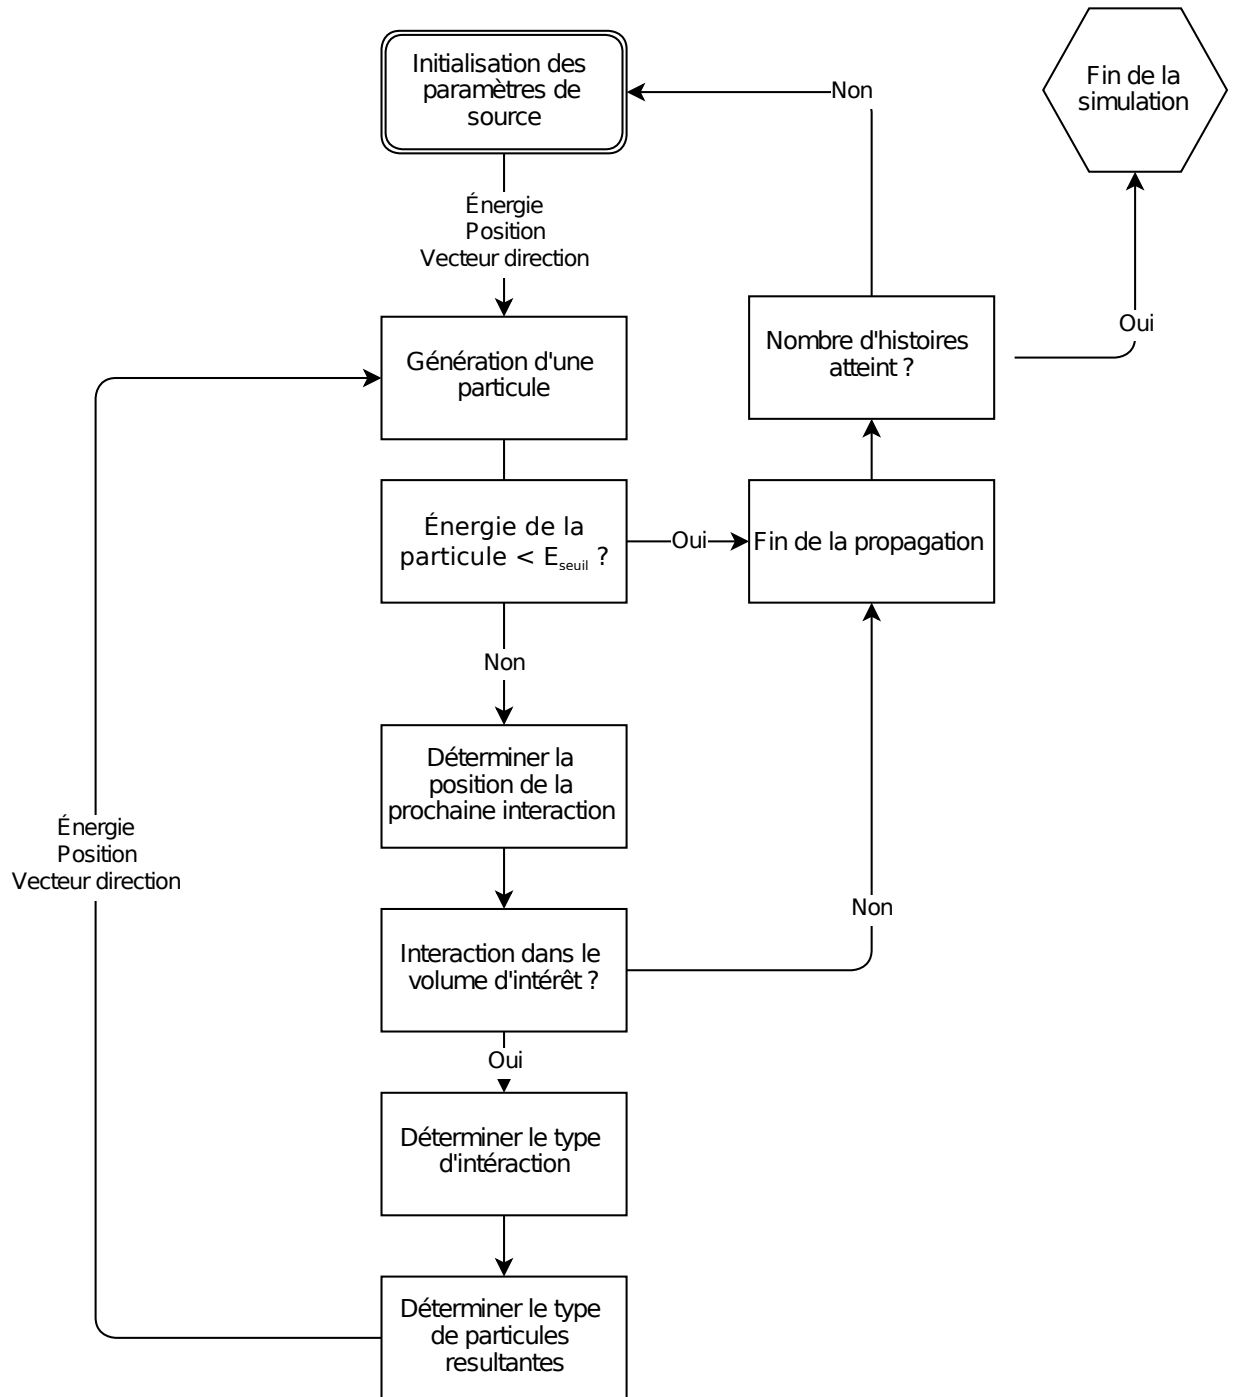 Initialisation des
paramètres de
source
Non
Fin de la
simulation
Énergie
Position
Vecteur direction
Génération d'une
particule
Nombre d'histoires
atteint ?
Oui
Énergie de la
particule < Eseuil ?
Oui
Fin de la propagation
Non
Déterminer la
position de la
prochaine interaction
Énergie
Position
Vecteur direction
Interaction dans le
volume d'intérêt ?
Non
Oui
Déterminer le type
d'intéraction
Déterminer le type
de particules
resultantes